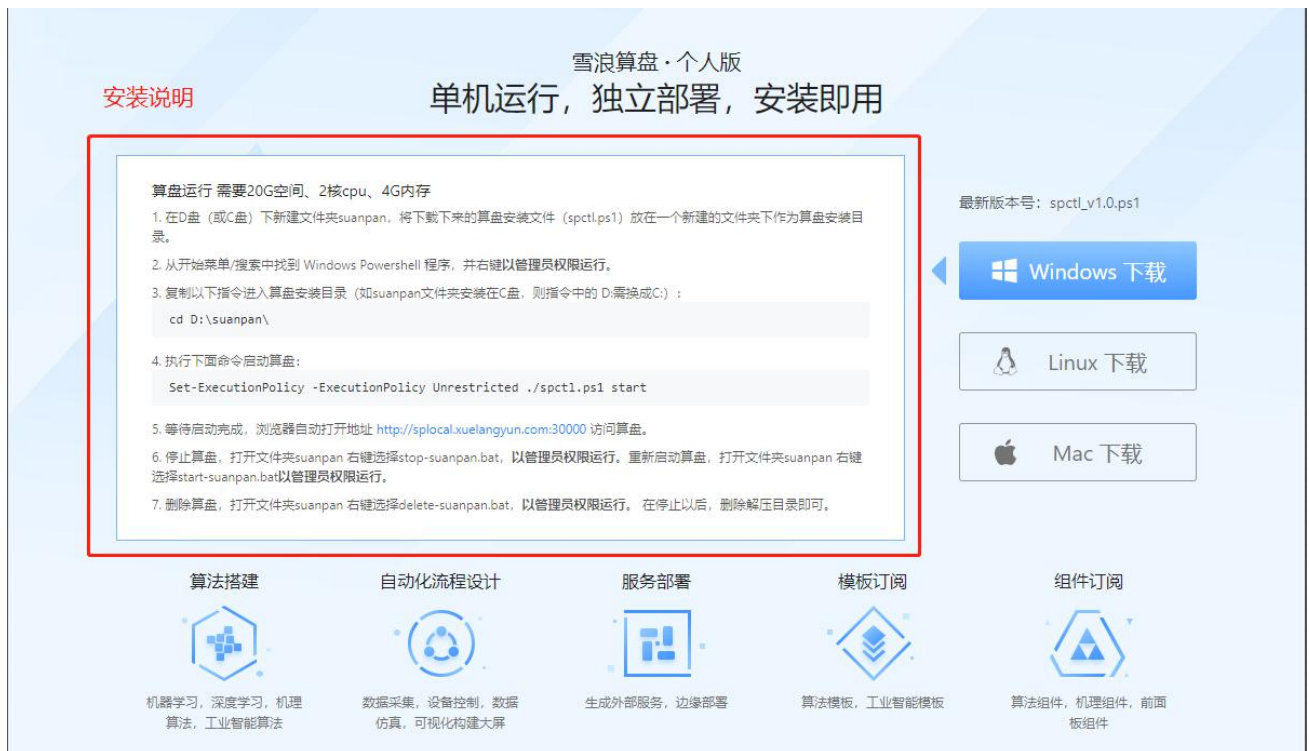 雪浪算盘·个人版
安装说明
单机运行，独立部署，安装即用
算盘运行 需要20G空间、2核cpu、4G内存
1. 在D盘（或C盘）下新建文件夹suanpan，将下载下来的算盘安装文件（spctl.ps1）放在一个新建的文件夹下作为算盘安装目
录。
2. 从开始菜单/搜索中找到 Windows Powershell 程序，并右键以管理员权限运行。
3. 复制以下指令进入算盘安装目录（如suanpan文件夹安装在C盘，则指令中的 D:需换成C:）:
cd D:\suanpan\
4. 执行下面命令启动算盘:
Set-ExecutionPolicy -ExecutionPolicy Unrestricted ./spctl.ps1 start
5. 等待启动完成，浏览器自动打开地址 http://splocal.xuelangyun.com:30000 访问算盘。
6. 停止算盘，打开文件夹suanpan 右键选择stop-suanpan.bat，以管理员权限运行。重新启动算盘，打开文件夹suanpan 右键
选择start-suanpan.bat以管理员权限运行。
7. 删除算盘，打开文件夹suanpan 右键选择delete-suanpan.bat，以管理员权限运行。 在停止以后，删除解压目录即可。
最新版本号：spctl_v1.0.ps1
Windows 下载
Linux 下载
Mac 下载
算法搭建
机器学习，深度学习，机理
算法，工业智能算法
自动化流程设计
数据采集，设备控制，数据
仿真，可视化构建大屏
服务部署
生成外部服务，边缘部署
模板订阅
算法模板，工业智能模板
组件订阅
算法组件，机理组件，前面
板组件